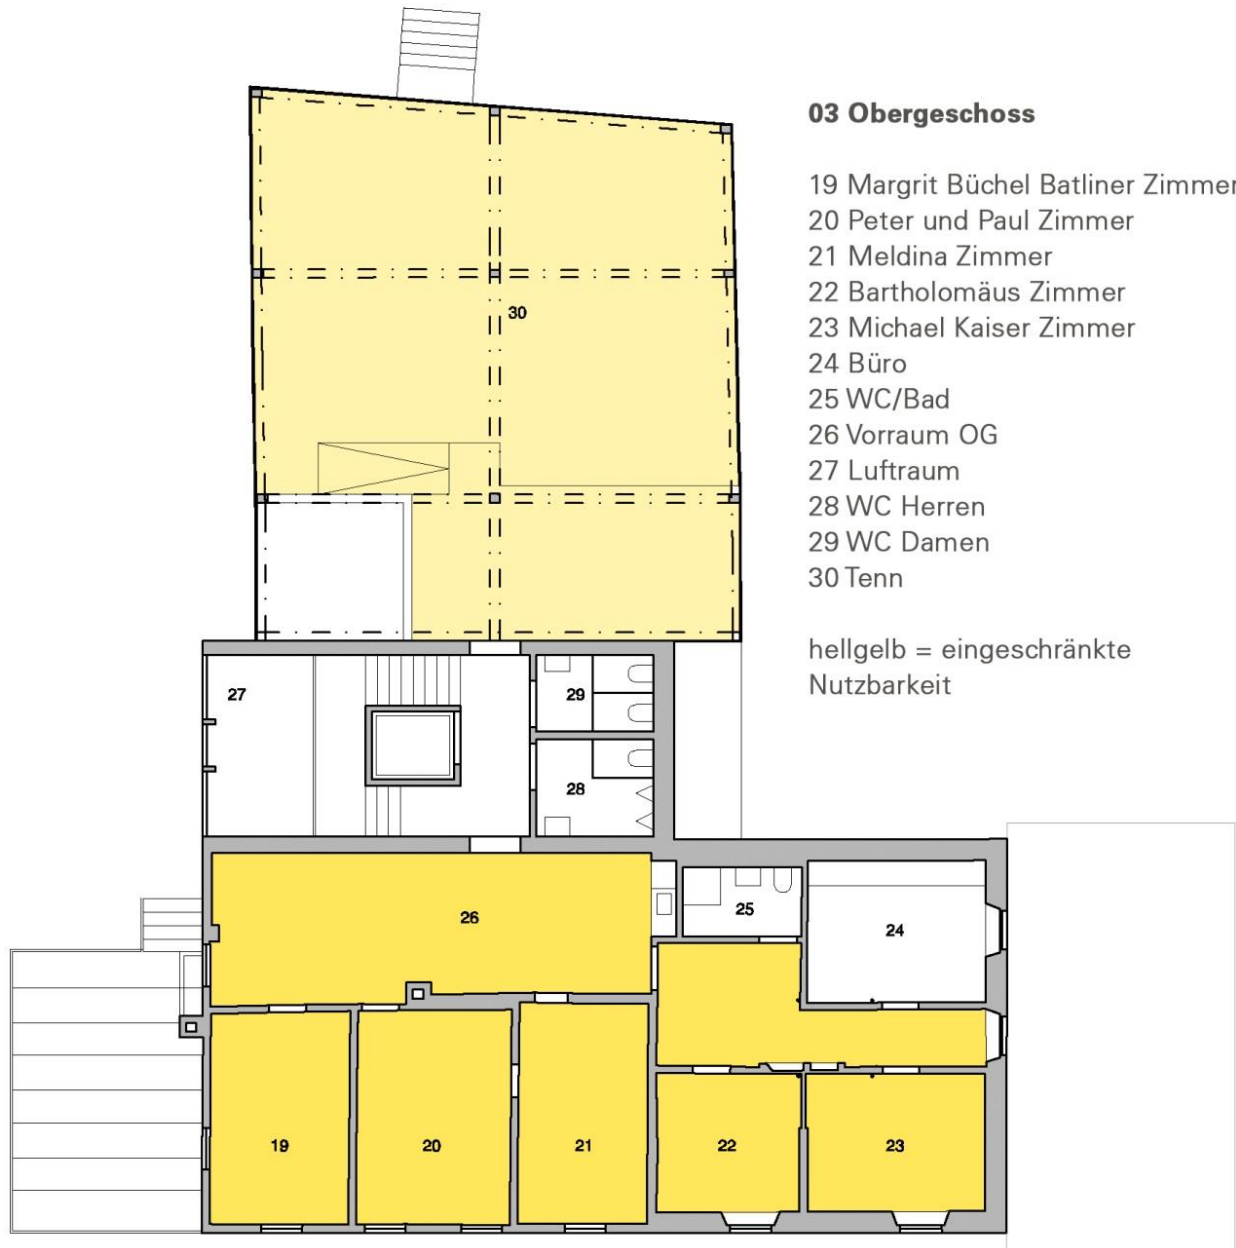 03 Obergeschoss
19 Margrit Büchel Batliner Zimmer
20 Peter und Paul Zimmer
21 Meldina Zimmer
22 Bartholomäus Zimmer
23 Michael Kaiser Zimmer
24 Büro
25 WC/Bad
26 Vorraum OG
27 Luftraum
28 WC Herren
29 WC Damen
30 Tenn
hellgelb = eingeschränkte
Nutzbarkeit
30
27
29
28
26
25
24
19
20
21
22
23